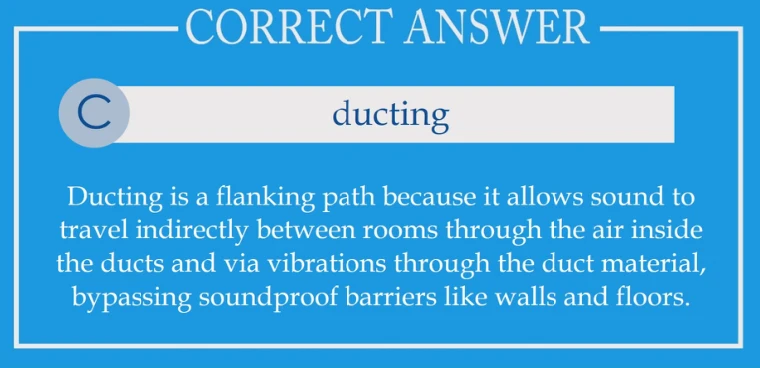 CORRECT ANSWER
C ducting
Ducting is a flanking path because it allows sound to
travel indirectly between rooms through the air inside
the ducts and via vibrations through the duct material,
bypassing soundproof barriers like walls and floors.